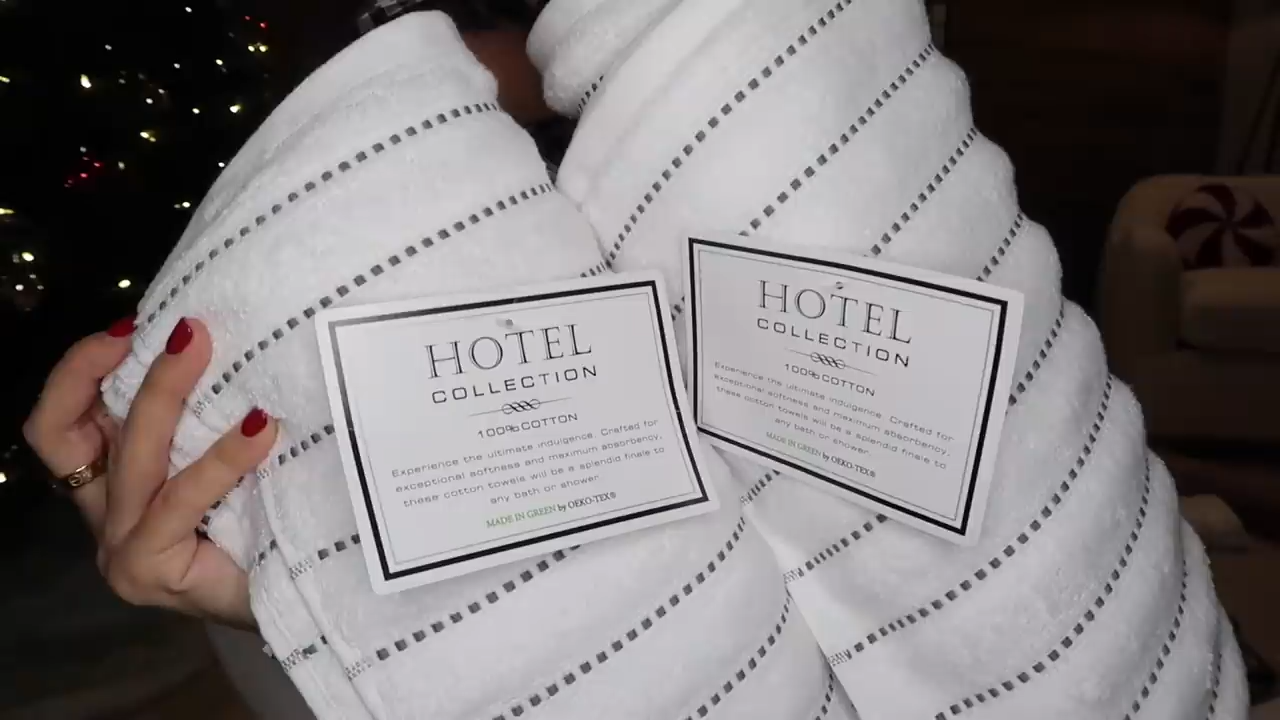 HOTEL
COLLECTION
100% COTTON
Experience the ultimate indulgence. Crafted for
exceptional softness and maximum absorbency,
these cotton towels will be a splendid finale to
any bath or shower.
MADE IN GREEN by OEKO-TEX®
HOTEL
COLLECTION
100% COTTON
Experience the ultimate indulgence. Crafted for
exceptional softness and maximum absorbency,
these cotton towels will be a splendid finale to
any bath or shower.
MADE IN GREEN by OEKO-TEX®